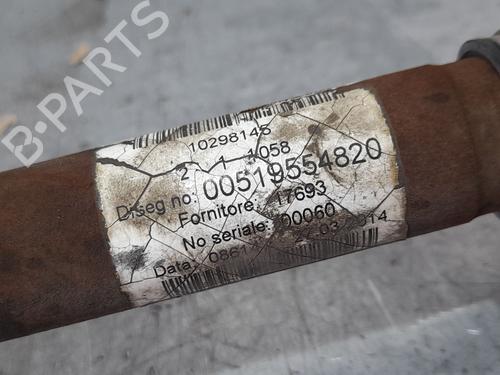 B-PARTS
10298145
2 1 1058
Diseg no: 00519554820
Fornitore: 17693
No seriale: 00060
Data: